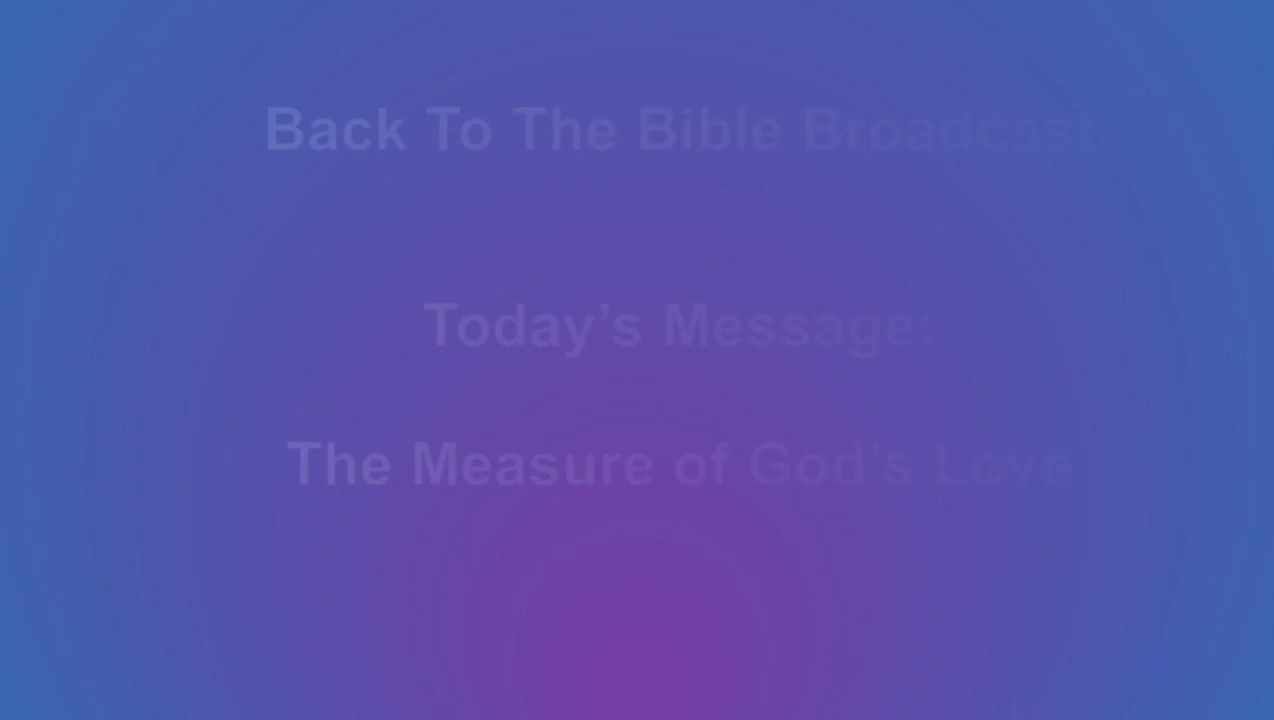 Back To The Bible Broadcast
Today’s Message:
The Measure of God’s Love